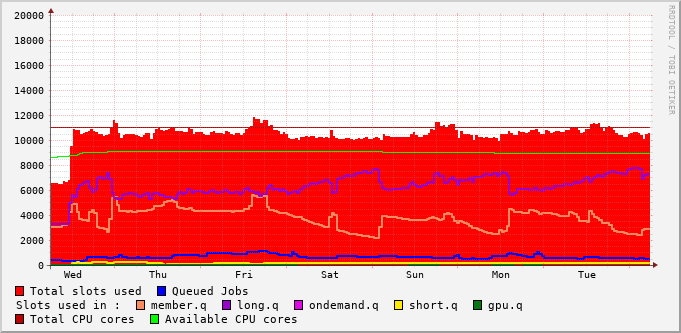 20000
18000
16000
14000
12000
10000
8000
6000
4000
2000
0
Wed Thu Fri Sat Sun Mon Tue
Total slots used Queued Jobs
Slots used in : member.q long.q ondemand.q short.q gpu.q
Total CPU cores Available CPU cores
RRDTOOL / TOBI OETIKER